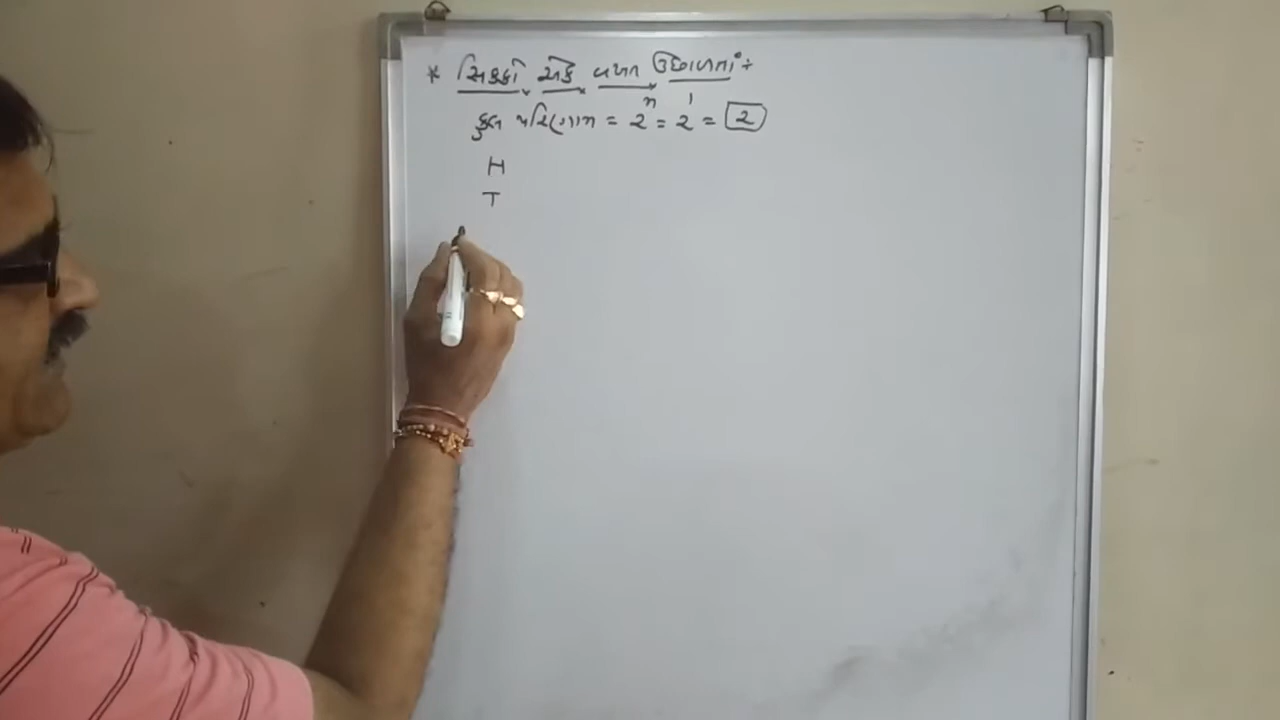 * સિક્કો એક વખત ઉછાળતાં :-
કુલ પરિણામ = 2ⁿ = 2¹ = 2
H
T